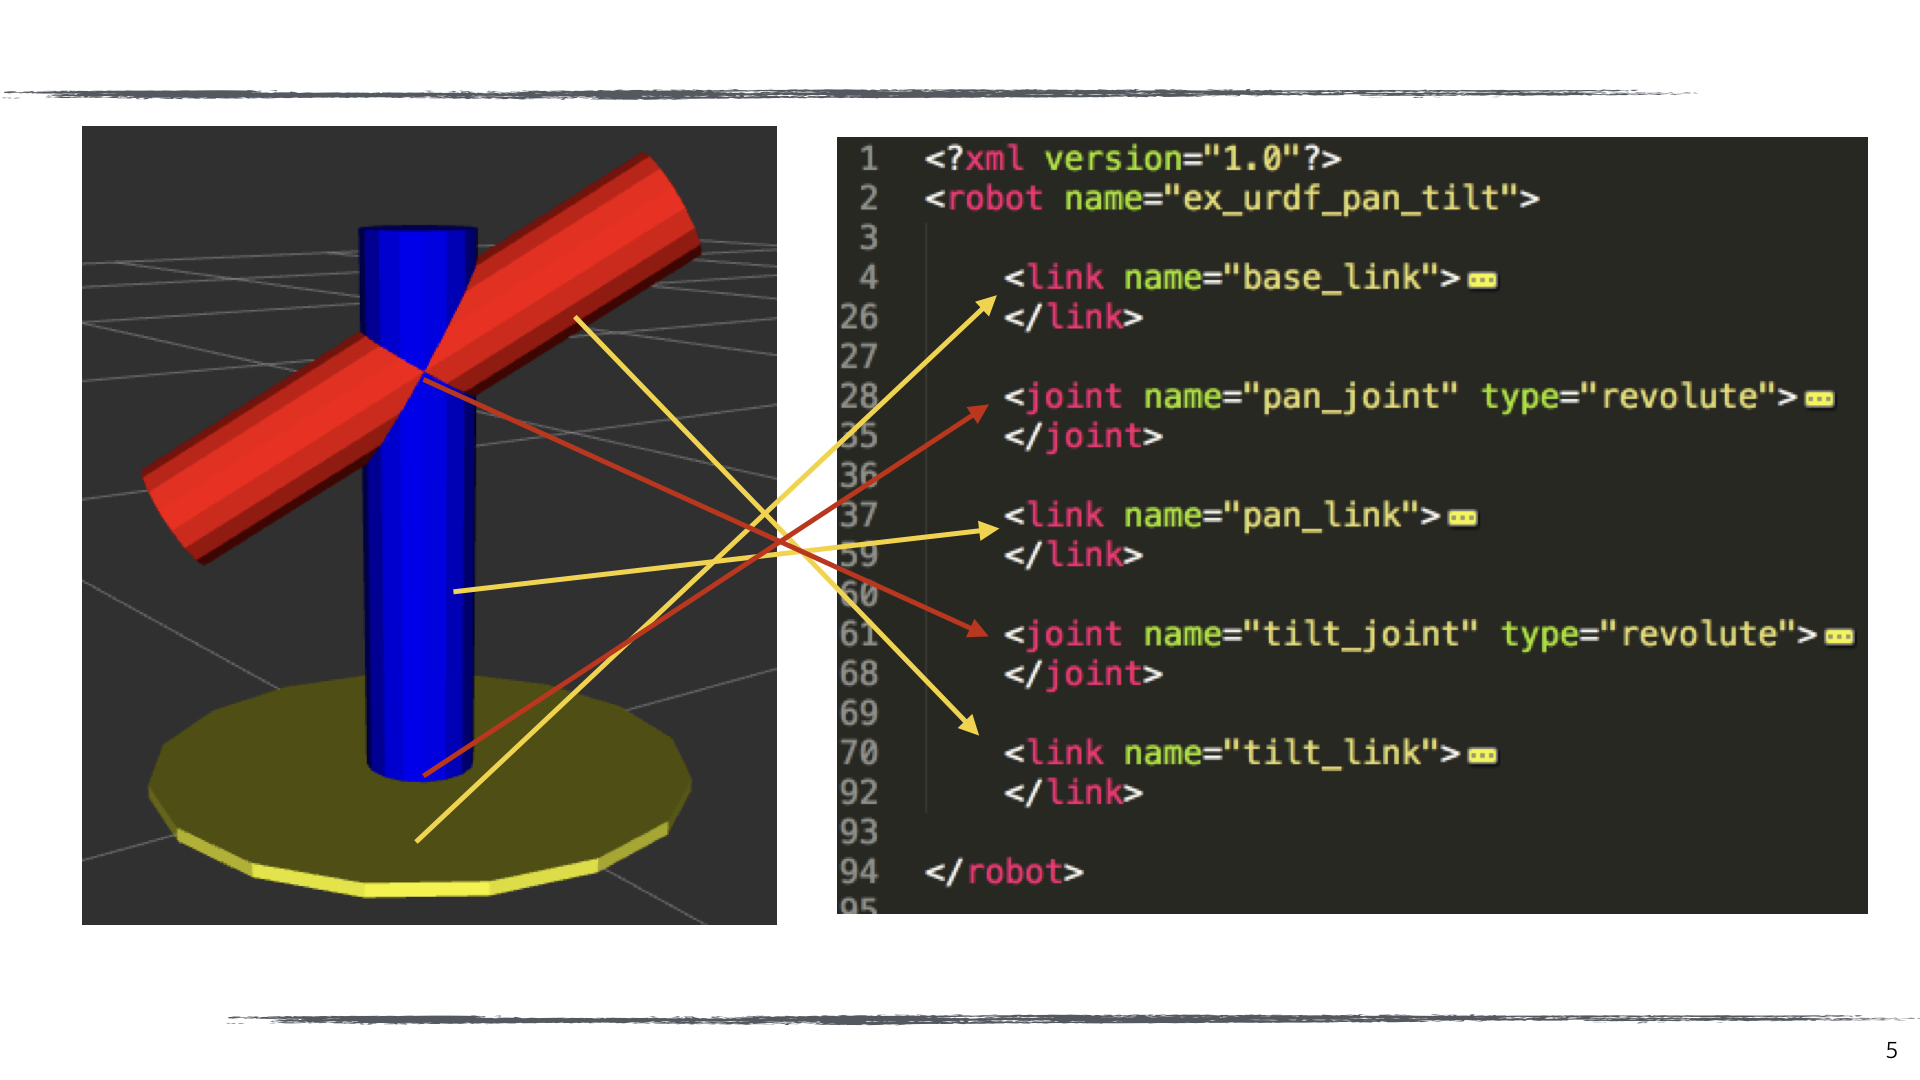 1 <?xml version="1.0"?>
2 <robot name="ex_urdf_pan_tilt">
3
4 <link name="base_link">
26 </link>
27
28 <joint name="pan_joint" type="revolute">
35 </joint>
36
37 <link name="pan_link">
59 </link>
60
61 <joint name="tilt_joint" type="revolute">
68 </joint>
69
70 <link name="tilt_link">
92 </link>
93
94 </robot>
95
5